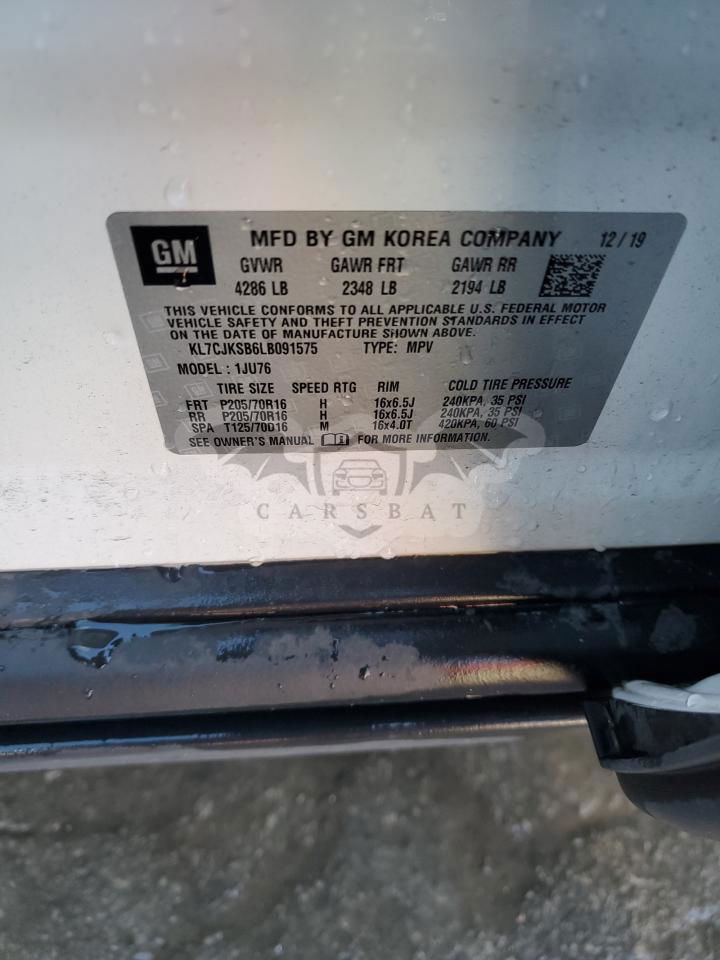 GM
MFD BY GM KOREA COMPANY 12/19
GVWR GAWR FRT GAWR RR
4286 LB 2348 LB 2194 LB
THIS VEHICLE CONFORMS TO ALL APPLICABLE U.S. FEDERAL MOTOR
VEHICLE SAFETY AND THEFT PREVENTION STANDARDS IN EFFECT
ON THE DATE OF MANUFACTURE SHOWN ABOVE.
KL7CJKSB6LB091575 TYPE: MPV
MODEL: 1JU76
TIRE SIZE SPEED RTG RIM COLD TIRE PRESSURE
FRT P205/70R16 H 16x6.5J 240KPA, 35 PSI
RR P205/70R16 H 16x6.5J 240KPA, 35 PSI
SPA T125/70D16 M 16x4.0T 420KPA, 60 PSI
SEE OWNER'S MANUAL FOR MORE INFORMATION.
CARSBAT